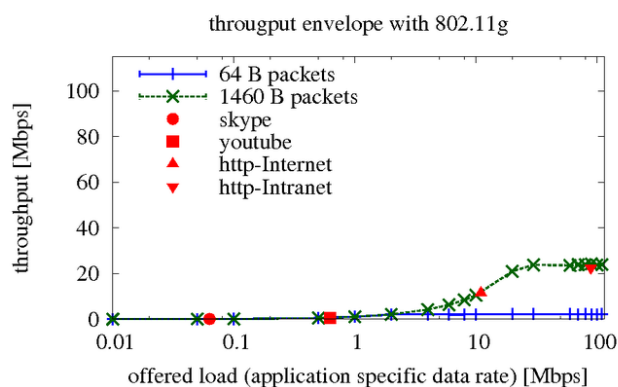 througput envelope with 802.11g
64 B packets
1460 B packets
skype
youtube
http-Internet
http-Intranet
throughput [Mbps]
100
80
60
40
20
0
0.01 0.1 1 10 100
offered load (application specific data rate) [Mbps]